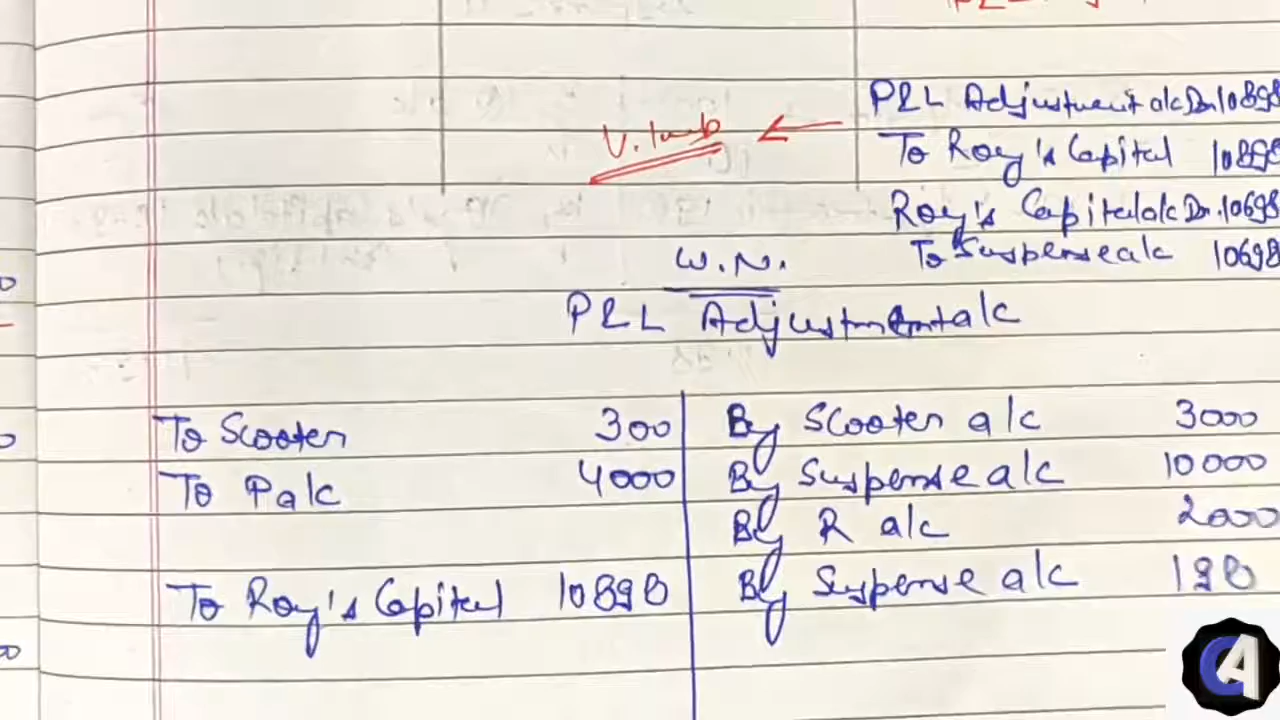 P&L Adjustment a/c Dr. 10898
To Roy's Capital 10898
V. Imp
Roy's Capital a/c Dr. 10698
To Suspense a/c 10698
W.N.
P&L Adjustment a/c
To Scooter 300 By Scooter a/c 3000
To P a/c 4000 By Suspense a/c 10000
By R a/c 2000
To Roy's Capital 10898 By Suspense a/c 198
CA